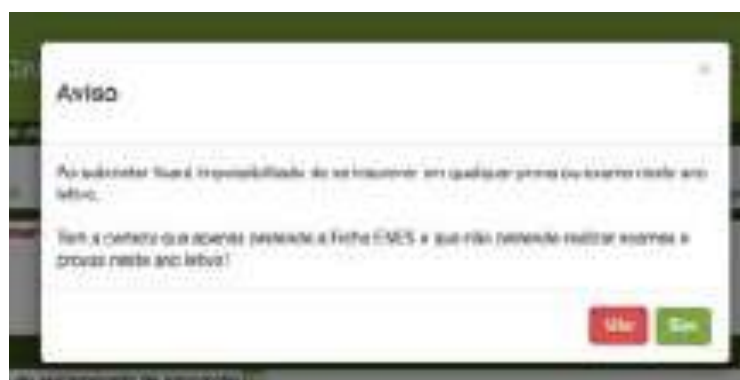 Aviso
Ao submeter ficará impossibilitado de se inscrever em qualquer prova ou exame neste ano
letivo.
Tem a certeza que apenas pretende a Ficha ENES e que não pretende realizar exames e
provas neste ano letivo?
Não
Sim